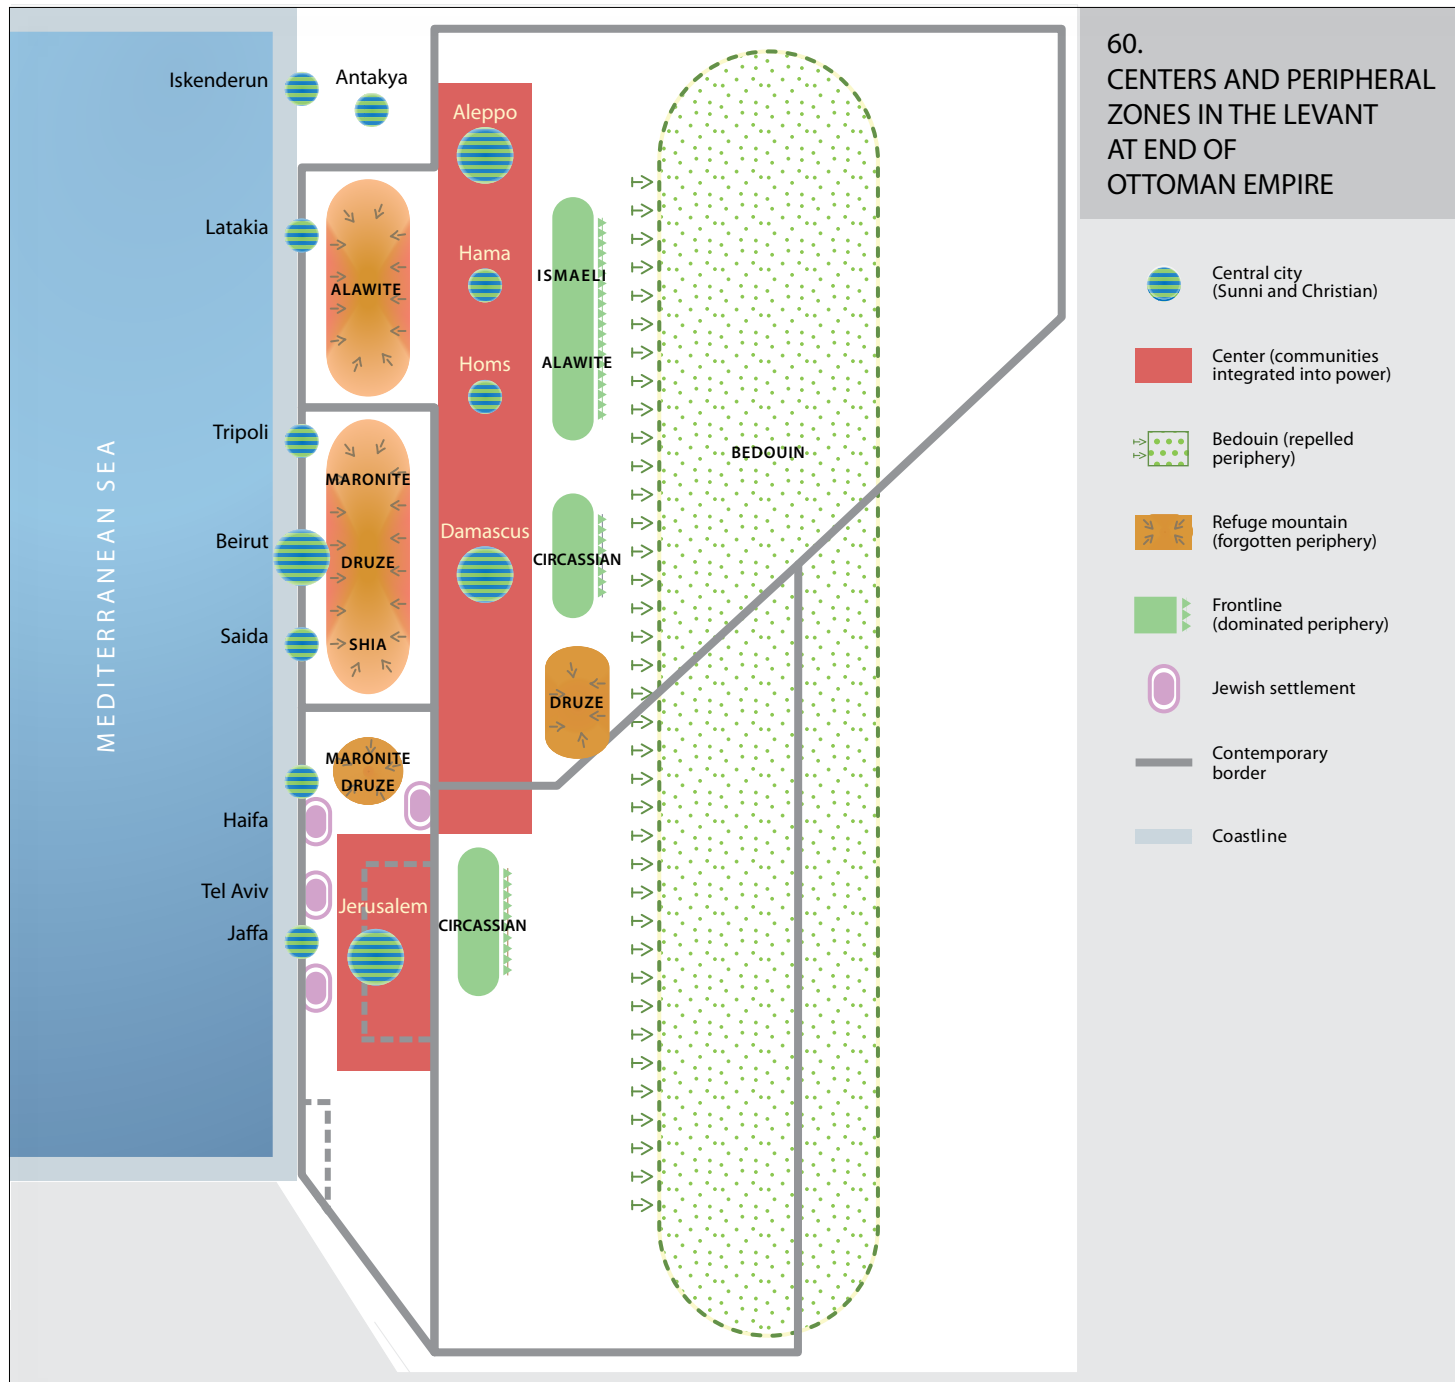 60.
CENTERS AND PERIPHERAL
ZONES IN THE LEVANT
AT END OF
OTTOMAN EMPIRE
Central city
(Sunni and Christian)
Center (communities
integrated into power)
Bedouin (repelled
periphery)
Refuge mountain
(forgotten periphery)
Frontline
(dominated periphery)
Jewish settlement
Contemporary
border
Coastline
MEDITERRANEAN SEA
Iskenderun
Antakya
Aleppo
Latakia
Hama
ISMAELI
ALAWITE
ALAWITE
Homs
Tripoli
BEDOUIN
MARONITE
Beirut
Damascus
DRUZE
CIRCASSIAN
Saida
SHIA
DRUZE
MARONITE
DRUZE
Haifa
Tel Aviv
Jerusalem
Jaffa
CIRCASSIAN